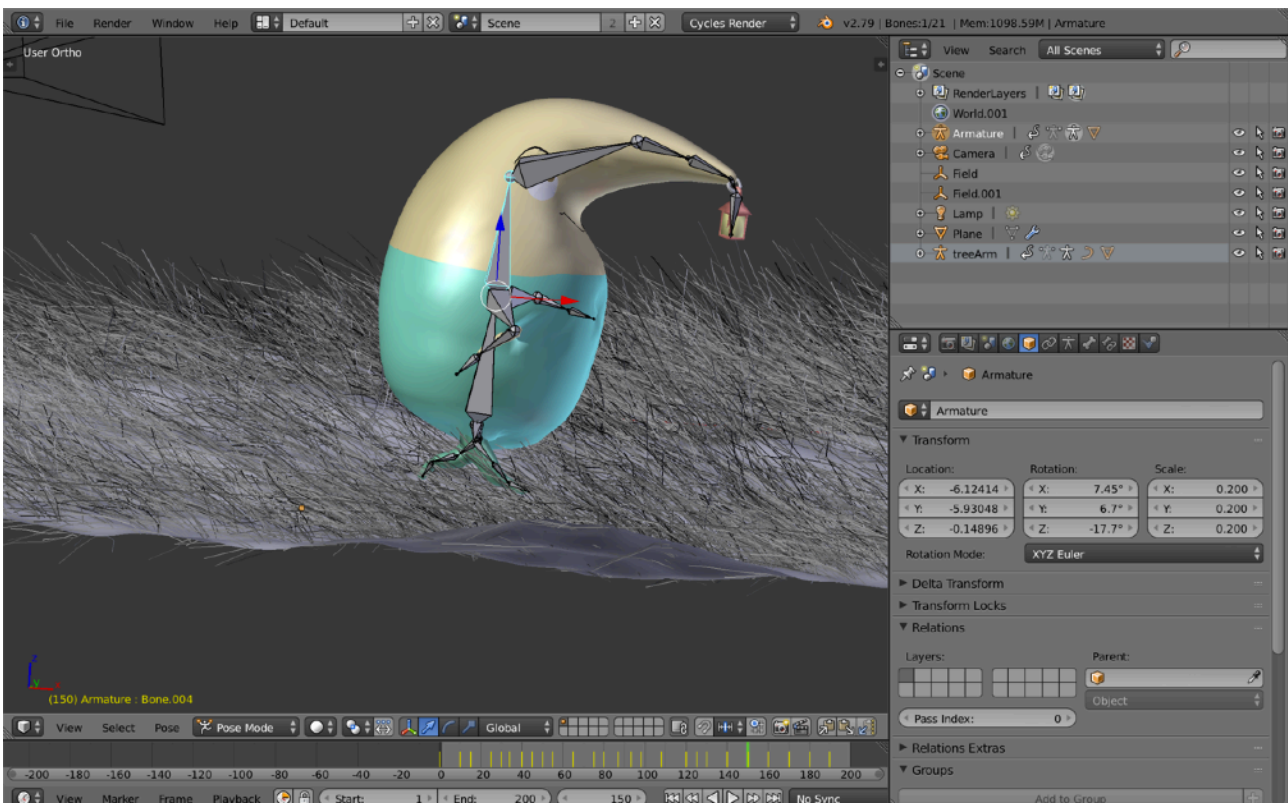 File Render Window Help Default Scene 2 Cycles Render v2.79 | Bones:1/21 | Mem:1098.59M | Armature
User Ortho
View Search All Scenes
Scene
RenderLayers |
World.001
Armature |
Camera |
Field
Field.001
Lamp |
Plane |
treeArm |
Armature
Armature
Transform
Location: Rotation: Scale:
X: -6.12414 X: 7.45° X: 0.200
Y: -5.93048 Y: 6.7° Y: 0.200
Z: -0.14896 Z: -17.7° Z: 0.200
Rotation Mode: XYZ Euler
Delta Transform
Transform Locks
Relations
Layers: Parent:
Object
Pass Index: 0
Relations Extras
Groups
Add to Group
z
y
(150) Armature : Bone.004
View Select Pose Pose Mode Global
-200 -180 -160 -140 -120 -100 -80 -60 -40 -20 0 20 40 60 80 100 120 140 160 180 200
View Marker Frame Playback Start: 1 End: 200 150 No Sync